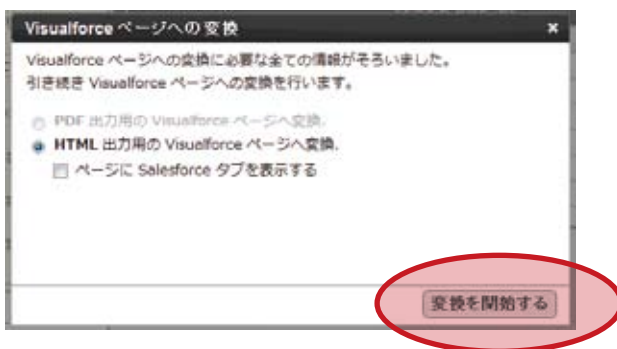 Visualforce ページへの変換
Visualforce ページへの変換に必要な全ての情報がそろいました。
引き続き Visualforce ページへの変換を行います。
PDF 出力用の Visualforce ページへ変換.
HTML 出力用の Visualforce ページへ変換.
ページに Salesforce タブを表示する
変換を開始する